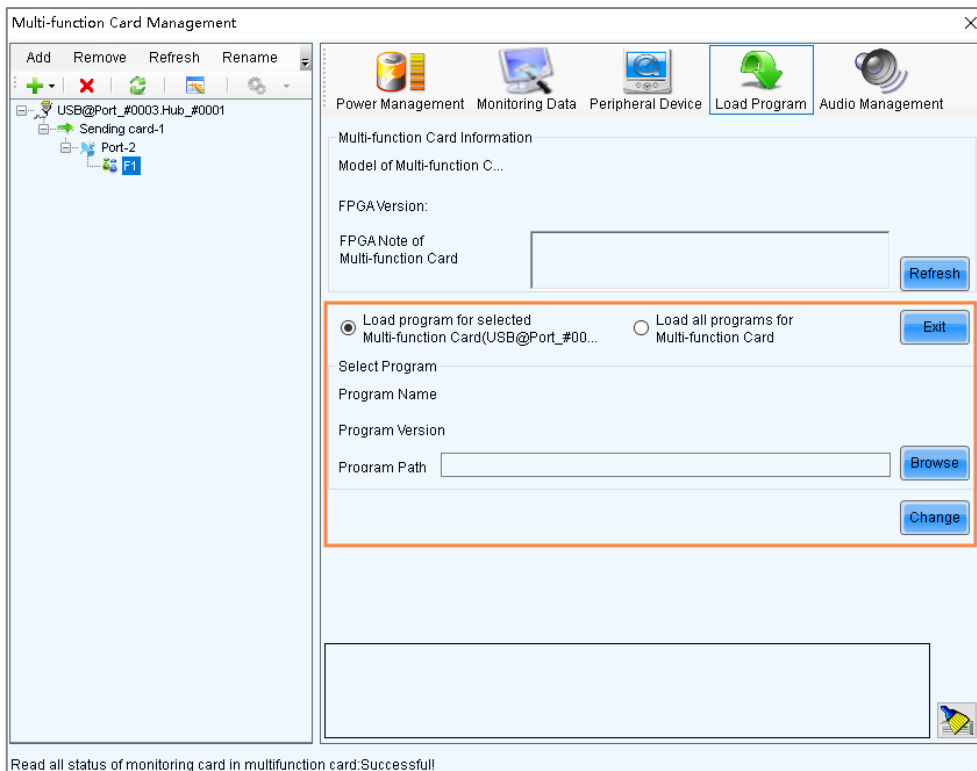 Multi-function Card Management
Add Remove Refresh Rename
USB@Port_#0003.Hub_#0001
Sending card-1
Port-2
F1
Power Management Monitoring Data Peripheral Device Load Program Audio Management
Multi-function Card Information
Model of Multi-function C...
FPGA Version:
FPGA Note of
Multi-function Card
Refresh
Load program for selected
Multi-function Card(USB@Port_#00...
Load all programs for
Multi-function Card
Exit
Select Program
Program Name
Program Version
Program Path
Browse
Change
Read all status of monitoring card in multifunction card:Successful!